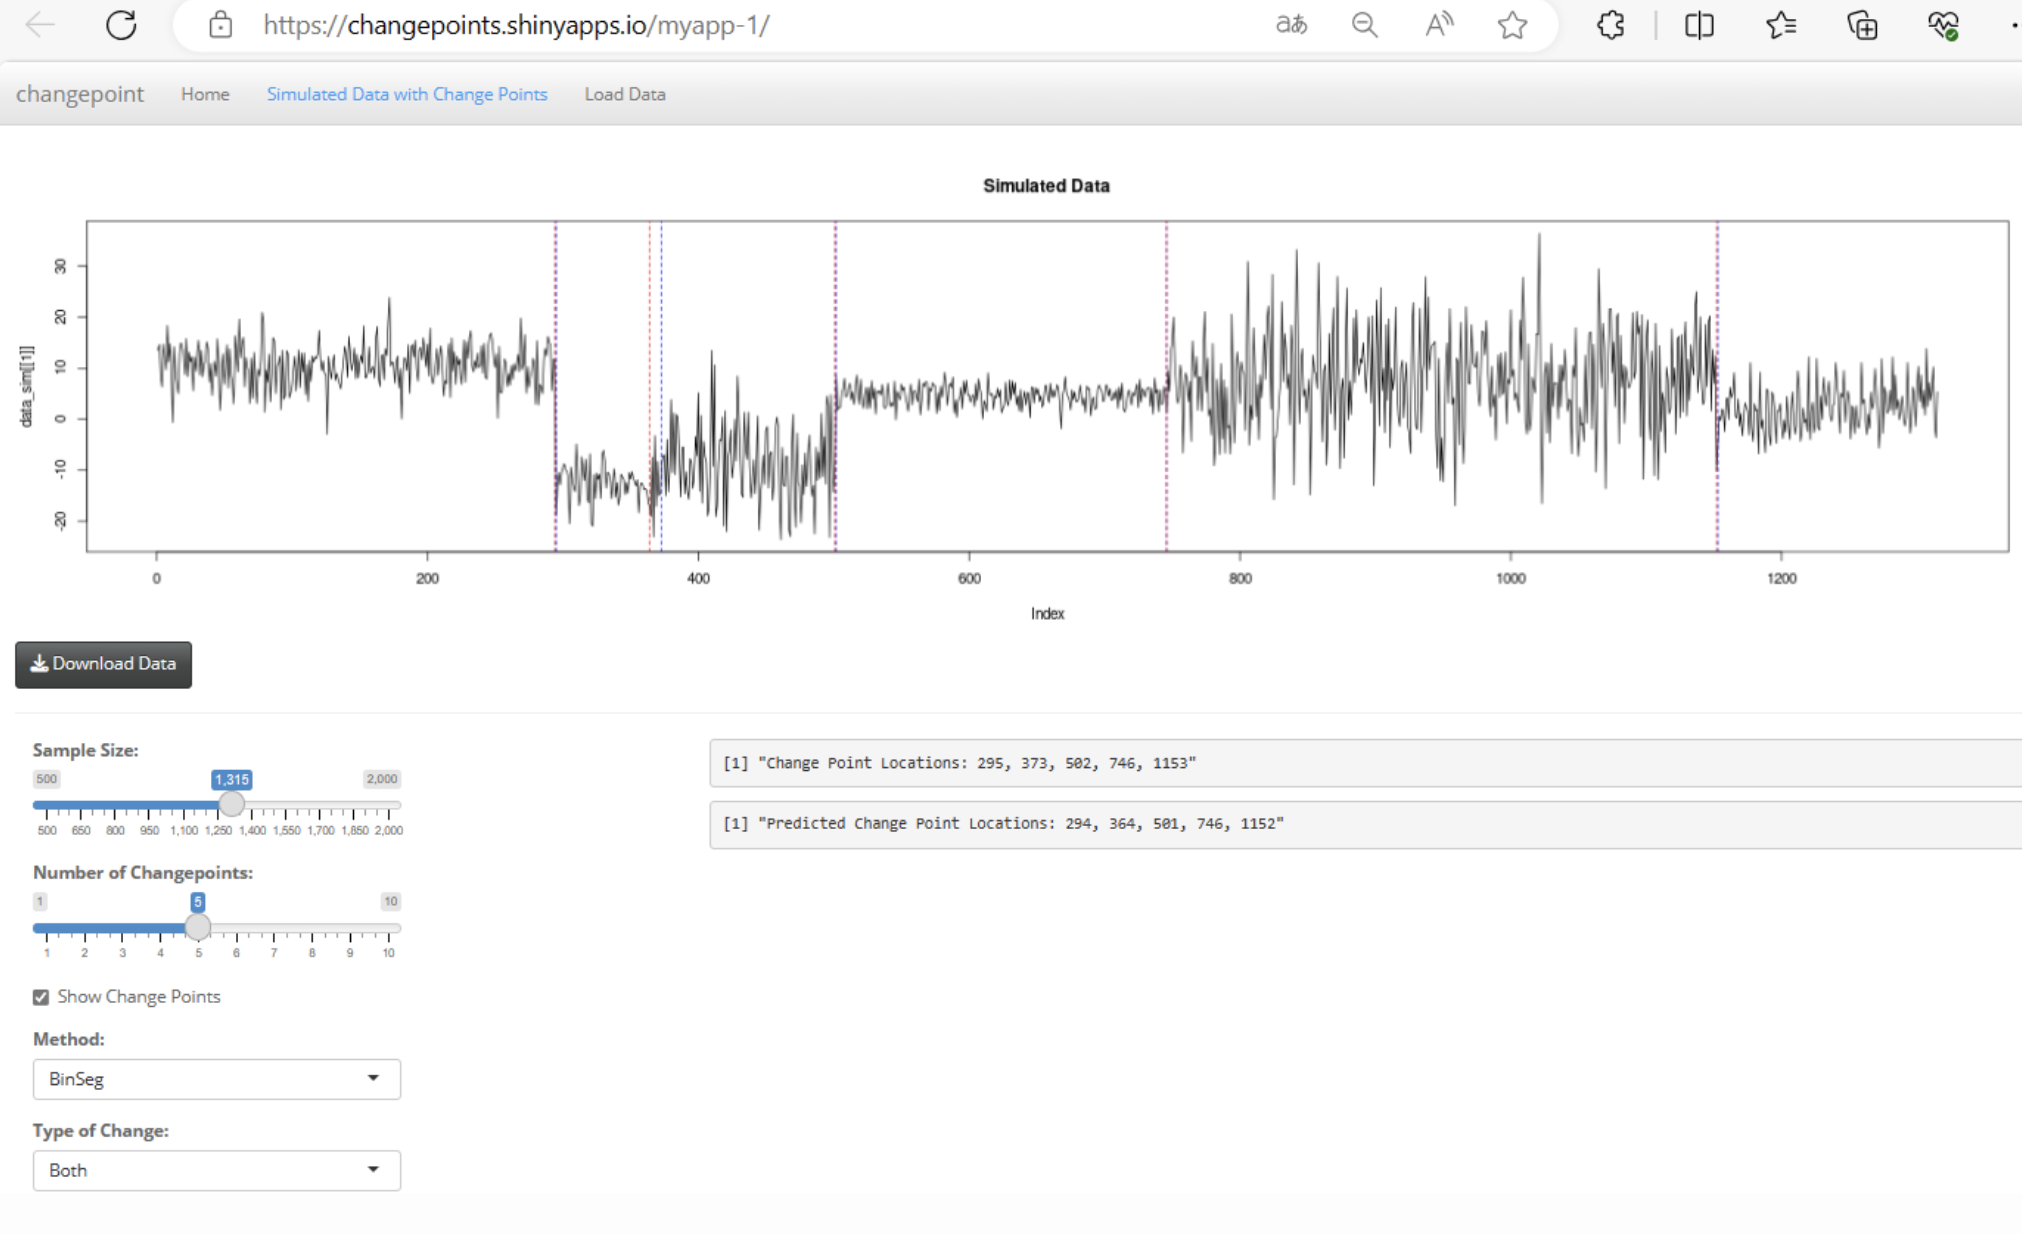 https://changepoints.shinyapps.io/myapp-1/
changepoint Home Simulated Data with Change Points Load Data
Simulated Data
data_sim[[1]]
30
20
10
0
-10
-20
0 200 400 600 800 1000 1200
Index
Download Data
Sample Size:
500 1,315 2,000
500 650 800 950 1,100 1,250 1,400 1,550 1,700 1,850 2,000
[1] "Change Point Locations: 295, 373, 502, 746, 1153"
[1] "Predicted Change Point Locations: 294, 364, 501, 746, 1152"
Number of Changepoints:
1 5 10
1 2 3 4 5 6 7 8 9 10
Show Change Points
Method:
BinSeg
Type of Change:
Both